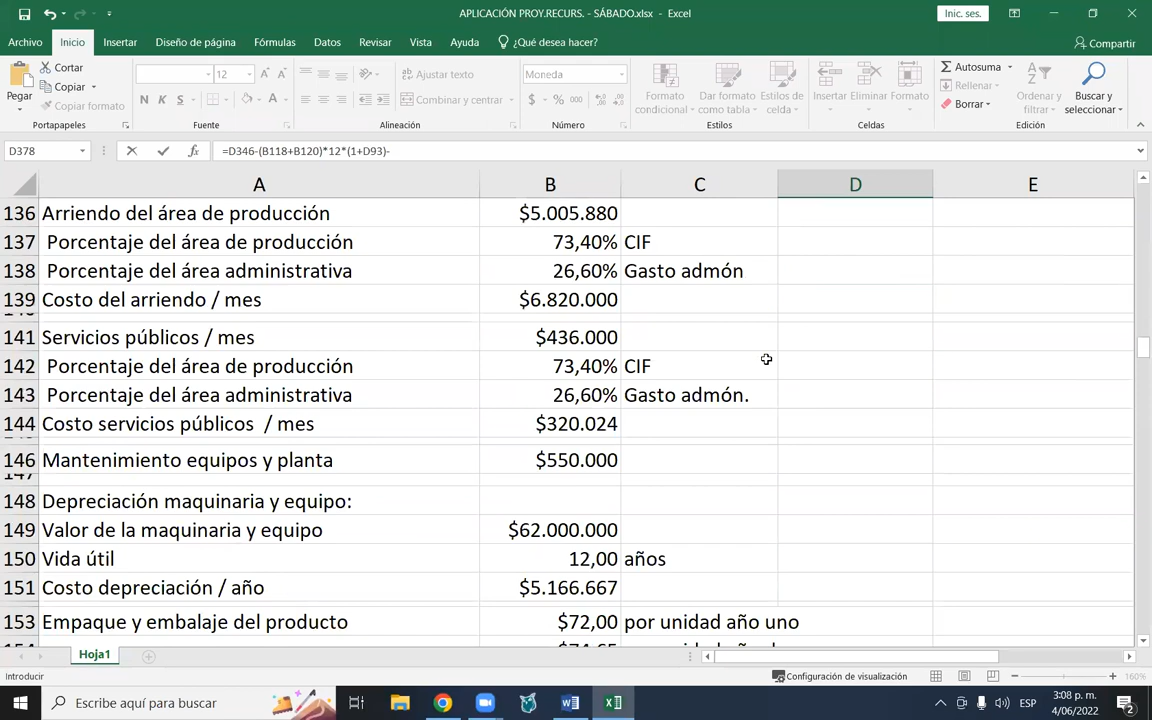 APLICACIÓN PROY.RECURS. - SÁBADO.xlsx - Excel
Inic. ses.
Archivo Inicio Insertar Diseño de página Fórmulas Datos Revisar Vista Ayuda ¿Qué desea hacer? Compartir
Pegar
Cortar
Copiar
Copiar formato
Portapapeles
12
N K S
Fuente
Ajustar texto
Combinar y centrar
Alineación
Moneda
$ % 000
Número
Formato condicional
Dar formato como tabla
Estilos de celda
Estilos
Insertar Eliminar Formato
Celdas
Autosuma
Rellenar
Borrar
Ordenar y filtrar
Buscar y seleccionar
Edición
D378 fx =D346-(B118+B120)*12*(1+D93)-
A B C D E
136 Arriendo del área de producción $5.005.880
137 Porcentaje del área de producción 73,40% CIF
138 Porcentaje del área administrativa 26,60% Gasto admón
139 Costo del arriendo / mes $6.820.000
141 Servicios públicos / mes $436.000
142 Porcentaje del área de producción 73,40% CIF
143 Porcentaje del área administrativa 26,60% Gasto admón.
144 Costo servicios públicos / mes $320.024
146 Mantenimiento equipos y planta $550.000
148 Depreciación maquinaria y equipo:
149 Valor de la maquinaria y equipo $62.000.000
150 Vida útil 12,00 años
151 Costo depreciación / año $5.166.667
153 Empaque y embalaje del producto $72,00 por unidad año uno
Hoja1
Introducir Configuración de visualización 160%
Escribe aquí para buscar
ESP
3:08 p. m.
4/06/2022
2